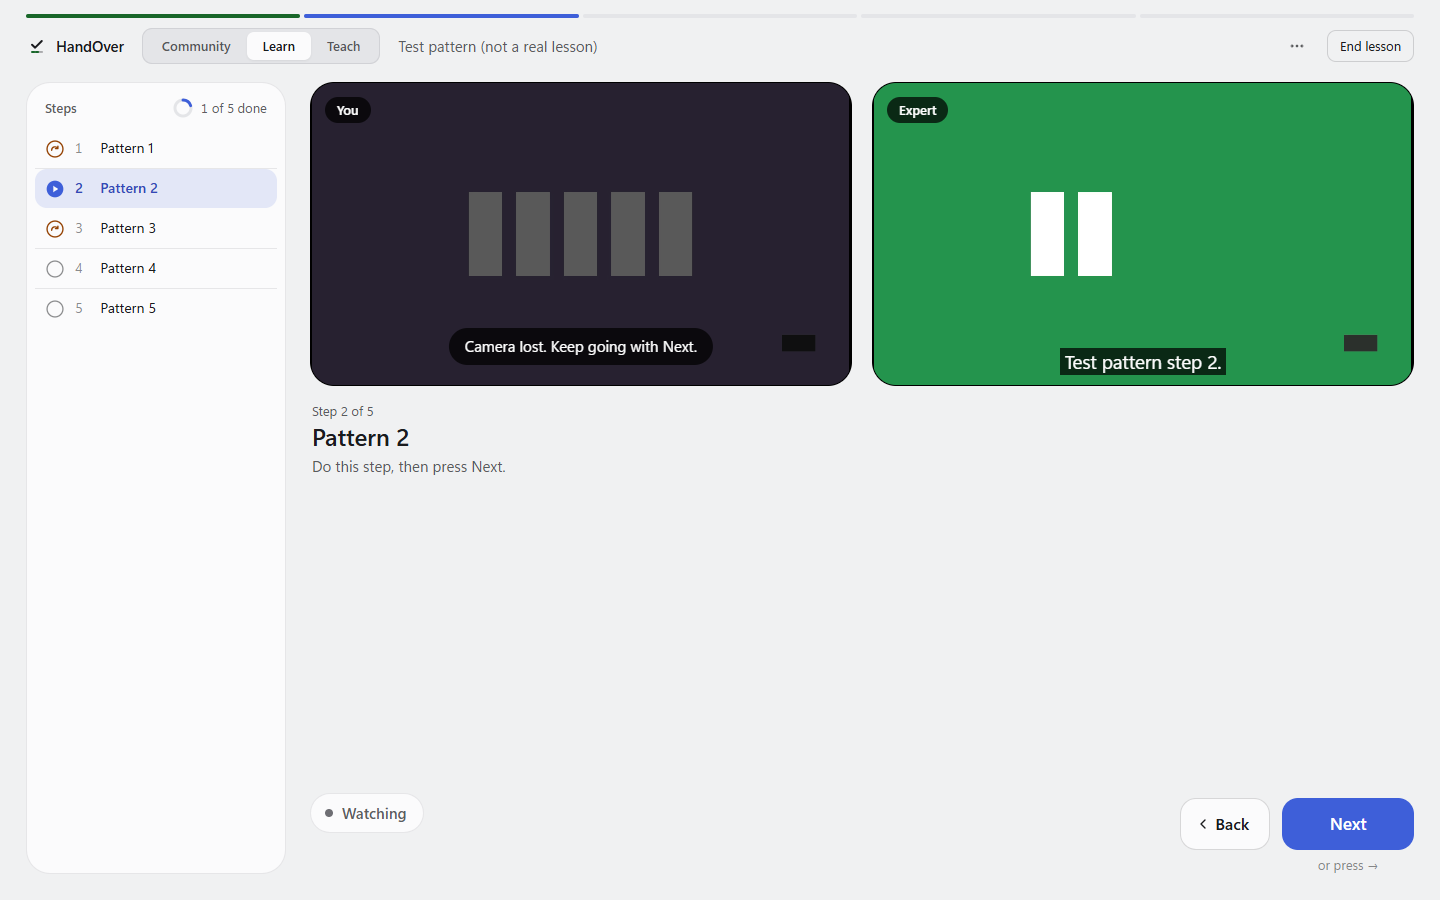 HandOver
Community
Learn
Teach
Test pattern (not a real lesson)
End lesson
Steps
1 of 5 done
1 Pattern 1
2 Pattern 2
3 Pattern 3
4 Pattern 4
5 Pattern 5
You
Camera lost. Keep going with Next.
Expert
Test pattern step 2.
Step 2 of 5
Pattern 2
Do this step, then press Next.
Watching
Back
Next
or press →